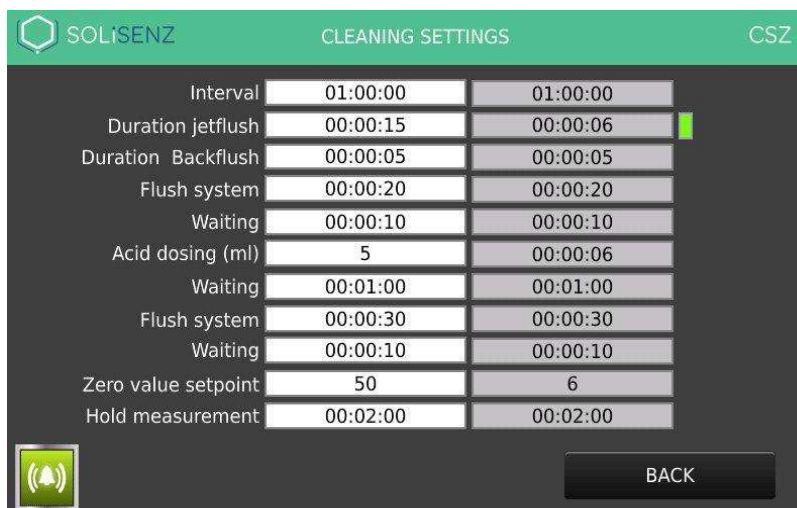 SOLiSENZ CLEANING SETTINGS CSZ
Interval 01:00:00 01:00:00
Duration jetflush 00:00:15 00:00:06
Duration Backflush 00:00:05 00:00:05
Flush system 00:00:20 00:00:20
Waiting 00:00:10 00:00:10
Acid dosing (ml) 5 00:00:06
Waiting 00:01:00 00:01:00
Flush system 00:00:30 00:00:30
Waiting 00:00:10 00:00:10
Zero value setpoint 50 6
Hold measurement 00:02:00 00:02:00
BACK